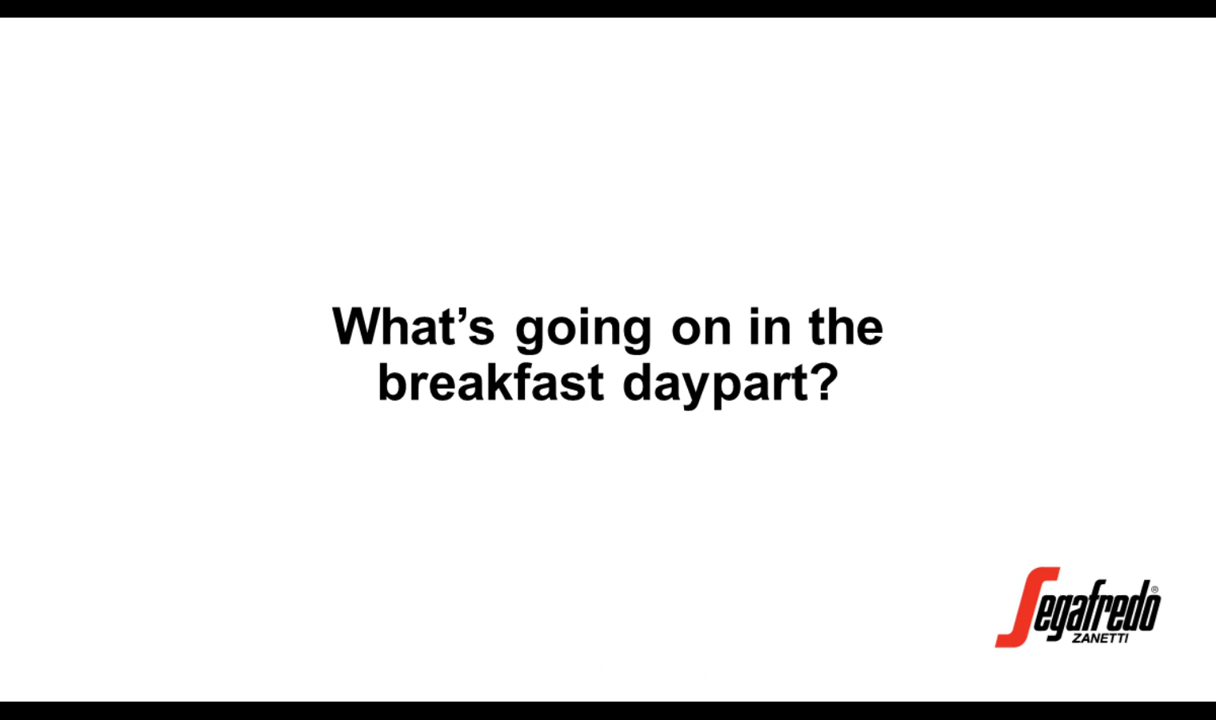 What’s going on in the
breakfast daypart?
Segafredo®
ZANETTI